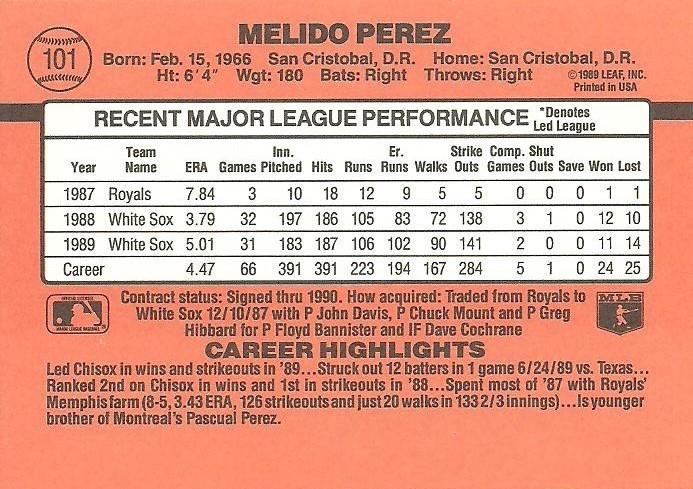 101
MELIDO PEREZ
Born: Feb. 15, 1966 San Cristobal, D.R. Home: San Cristobal, D.R.
Ht: 6'4" Wgt: 180 Bats: Right Throws: Right
©1989 LEAF, INC.
Printed in USA
RECENT MAJOR LEAGUE PERFORMANCE *Denotes Led League
Year Team Name ERA Games Inn. Pitched Hits Runs Er. Runs Walks Strike Outs Comp. Games Shut Outs Save Won Lost
1987 Royals 7.84 3 10 18 12 9 5 5 0 0 0 1 1
1988 White Sox 3.79 32 197 186 105 83 72 138 3 1 0 12 10
1989 White Sox 5.01 31 183 187 106 102 90 141 2 0 0 11 14
Career 4.47 66 391 391 223 194 167 284 5 1 0 24 25
OFFICIAL LICENSEE
MAJOR LEAGUE BASEBALL
MLB
Contract status: Signed thru 1990. How acquired: Traded from Royals to
White Sox 12/10/87 with P John Davis, P Chuck Mount and P Greg
Hibbard for P Floyd Bannister and IF Dave Cochrane
CAREER HIGHLIGHTS
Led Chisox in wins and strikeouts in '89...Struck out 12 batters in 1 game 6/24/89 vs. Texas...
Ranked 2nd on Chisox in wins and 1st in strikeouts in '88...Spent most of '87 with Royals'
Memphis farm (8-5, 3.43 ERA, 126 strikeouts and just 20 walks in 133 2/3 innings)...Is younger
brother of Montreal's Pascual Perez.